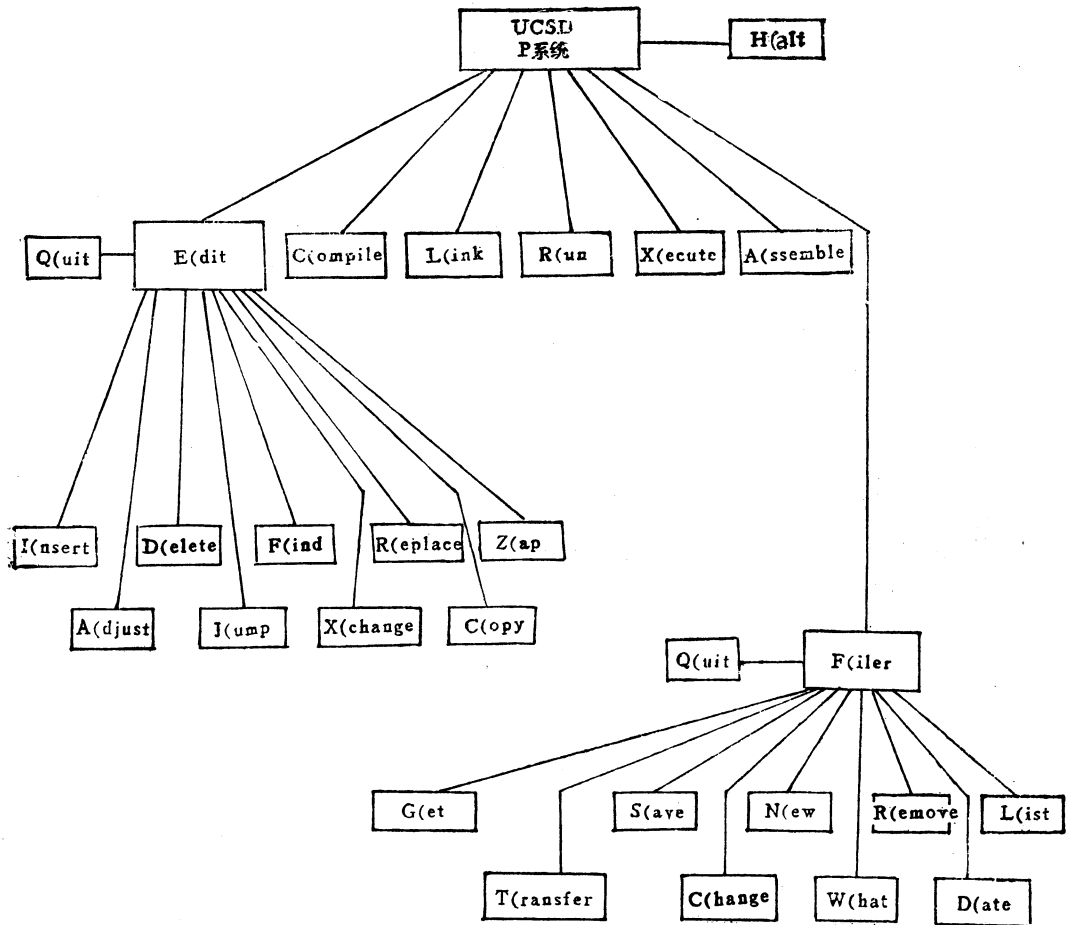 UCSD
P系统
H(alt
Q(uit
E(dit
C(ompile
L(ink
R(un
X(ecute
A(ssemble
I(nsert
D(elete
F(ind
R(eplace
Z(ap
A(djust
J(ump
X(change
C(opy
Q(uit
F(iler
G(et
S(ave
N(ew
R(emove
L(ist
T(ransfer
C(hange
W(hat
D(ate